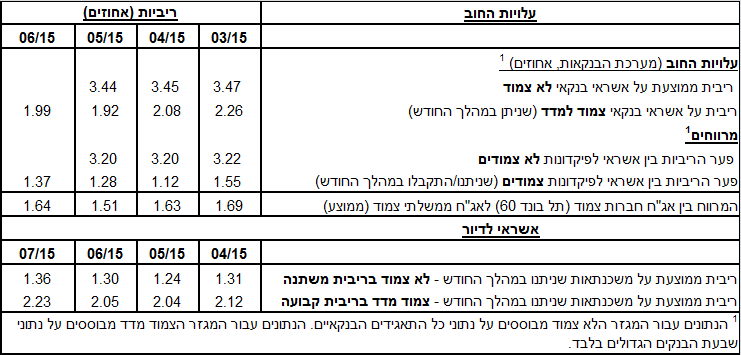 עלויות החוב ריביות (אחוזים)
03/15 04/15 05/15 06/15
עלויות החוב (מערכת הבנקאות, אחוזים) 1
ריבית ממוצעת על אשראי בנקאי לא צמוד 3.47 3.45 3.44
ריבית על אשראי בנקאי צמוד למדד (שניתן במהלך החודש) 2.26 2.08 1.92 1.99
מרווחים1
פער הריביות בין אשראי לפיקדונות לא צמודים 3.22 3.20 3.20
פער הריביות בין אשראי לפיקדונות צמודים (שניתנו/התקבלו במהלך החודש) 1.55 1.12 1.28 1.37
המרווח בין אג"ח חברות צמוד (תל בונד 60) לאג"ח ממשלתי צמוד (ממוצע) 1.69 1.63 1.51 1.64
אשראי לדיור
04/15 05/15 06/15 07/15
ריבית ממוצעת על משכנתאות שניתנו במהלך החודש - לא צמוד בריבית משתנה 1.31 1.24 1.30 1.36
ריבית ממוצעת על משכנתאות שניתנו במהלך החודש - צמוד מדד בריבית קבועה 2.12 2.04 2.05 2.23
1 הנתונים עבור המגזר הלא צמוד מבוססים על נתוני כל התאגידים הבנקאיים. הנתונים עבור המגזר הצמוד מדד מבוססים על נתוני
שבעת הבנקים הגדולים בלבד.